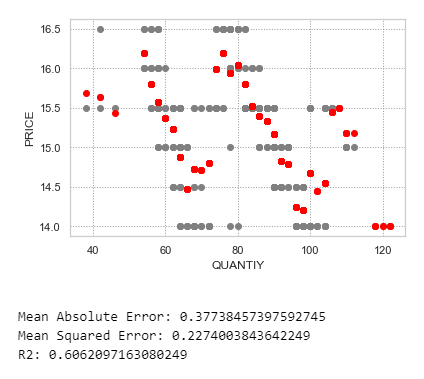 16.5
16.0
15.5
15.0
14.5
14.0
PRICE
40 60 80 100 120
QUANTIY
Mean Absolute Error: 0.37738457397592745
Mean Squared Error: 0.2274003843642249
R2: 0.6062097163080249